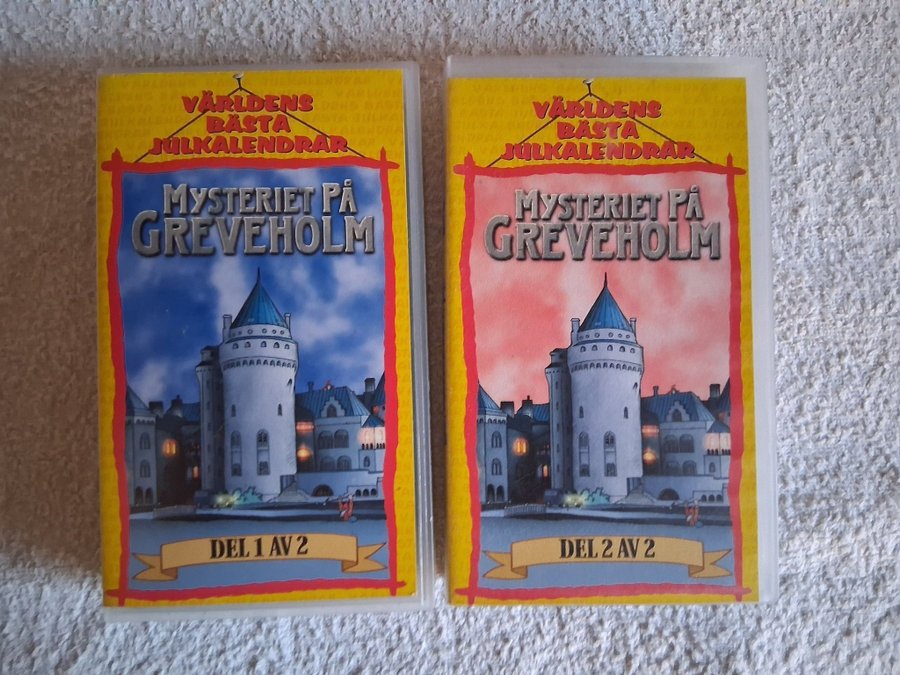 VÄRLDENS
BÄSTA
JULKALENDRAR
MYSTERIET PÅ
GREVEHOLM
DEL 1 AV 2
VÄRLDENS
BÄSTA
JULKALENDRAR
MYSTERIET PÅ
GREVEHOLM
DEL 2 AV 2